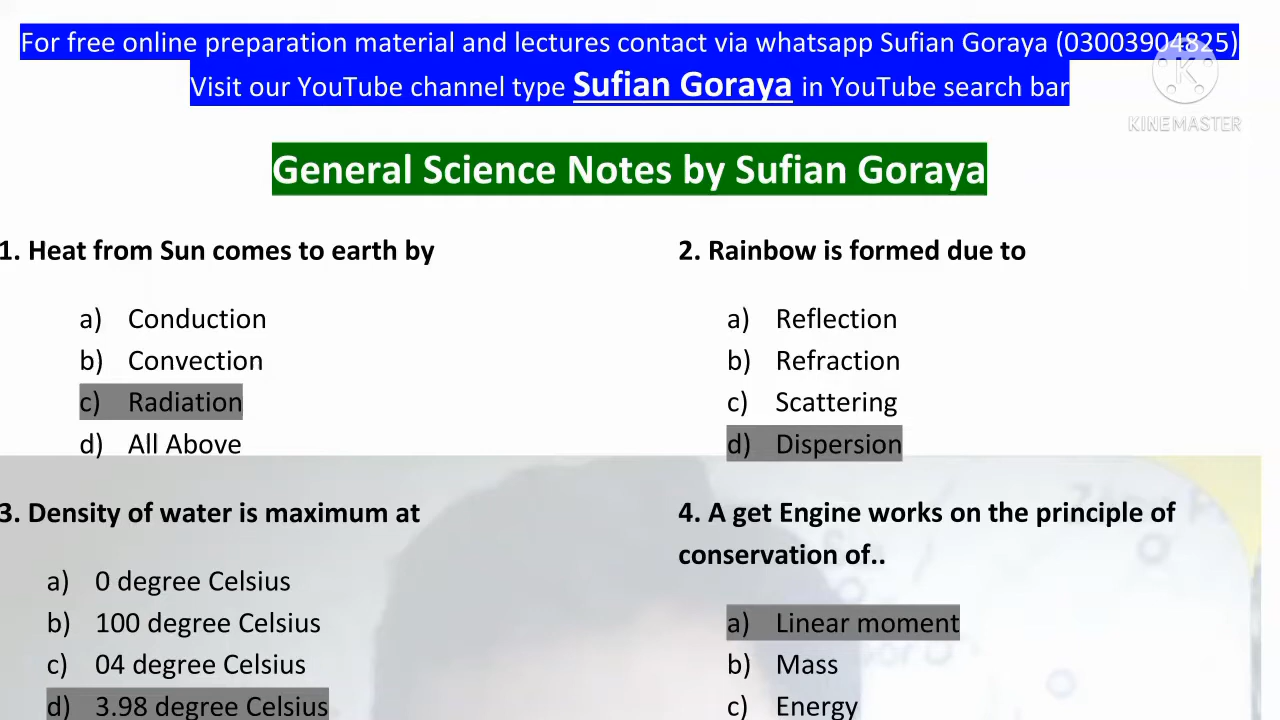 For free online preparation material and lectures contact via whatsapp Sufian Goraya (03003904825)
Visit our YouTube channel type Sufian Goraya in YouTube search bar
KINEMASTER
General Science Notes by Sufian Goraya
1. Heat from Sun comes to earth by
a) Conduction
b) Convection
c) Radiation
d) All Above
2. Rainbow is formed due to
a) Reflection
b) Refraction
c) Scattering
d) Dispersion
3. Density of water is maximum at
a) 0 degree Celsius
b) 100 degree Celsius
c) 04 degree Celsius
d) 3.98 degree Celsius
4. A get Engine works on the principle of
conservation of..
a) Linear moment
b) Mass
c) Energy